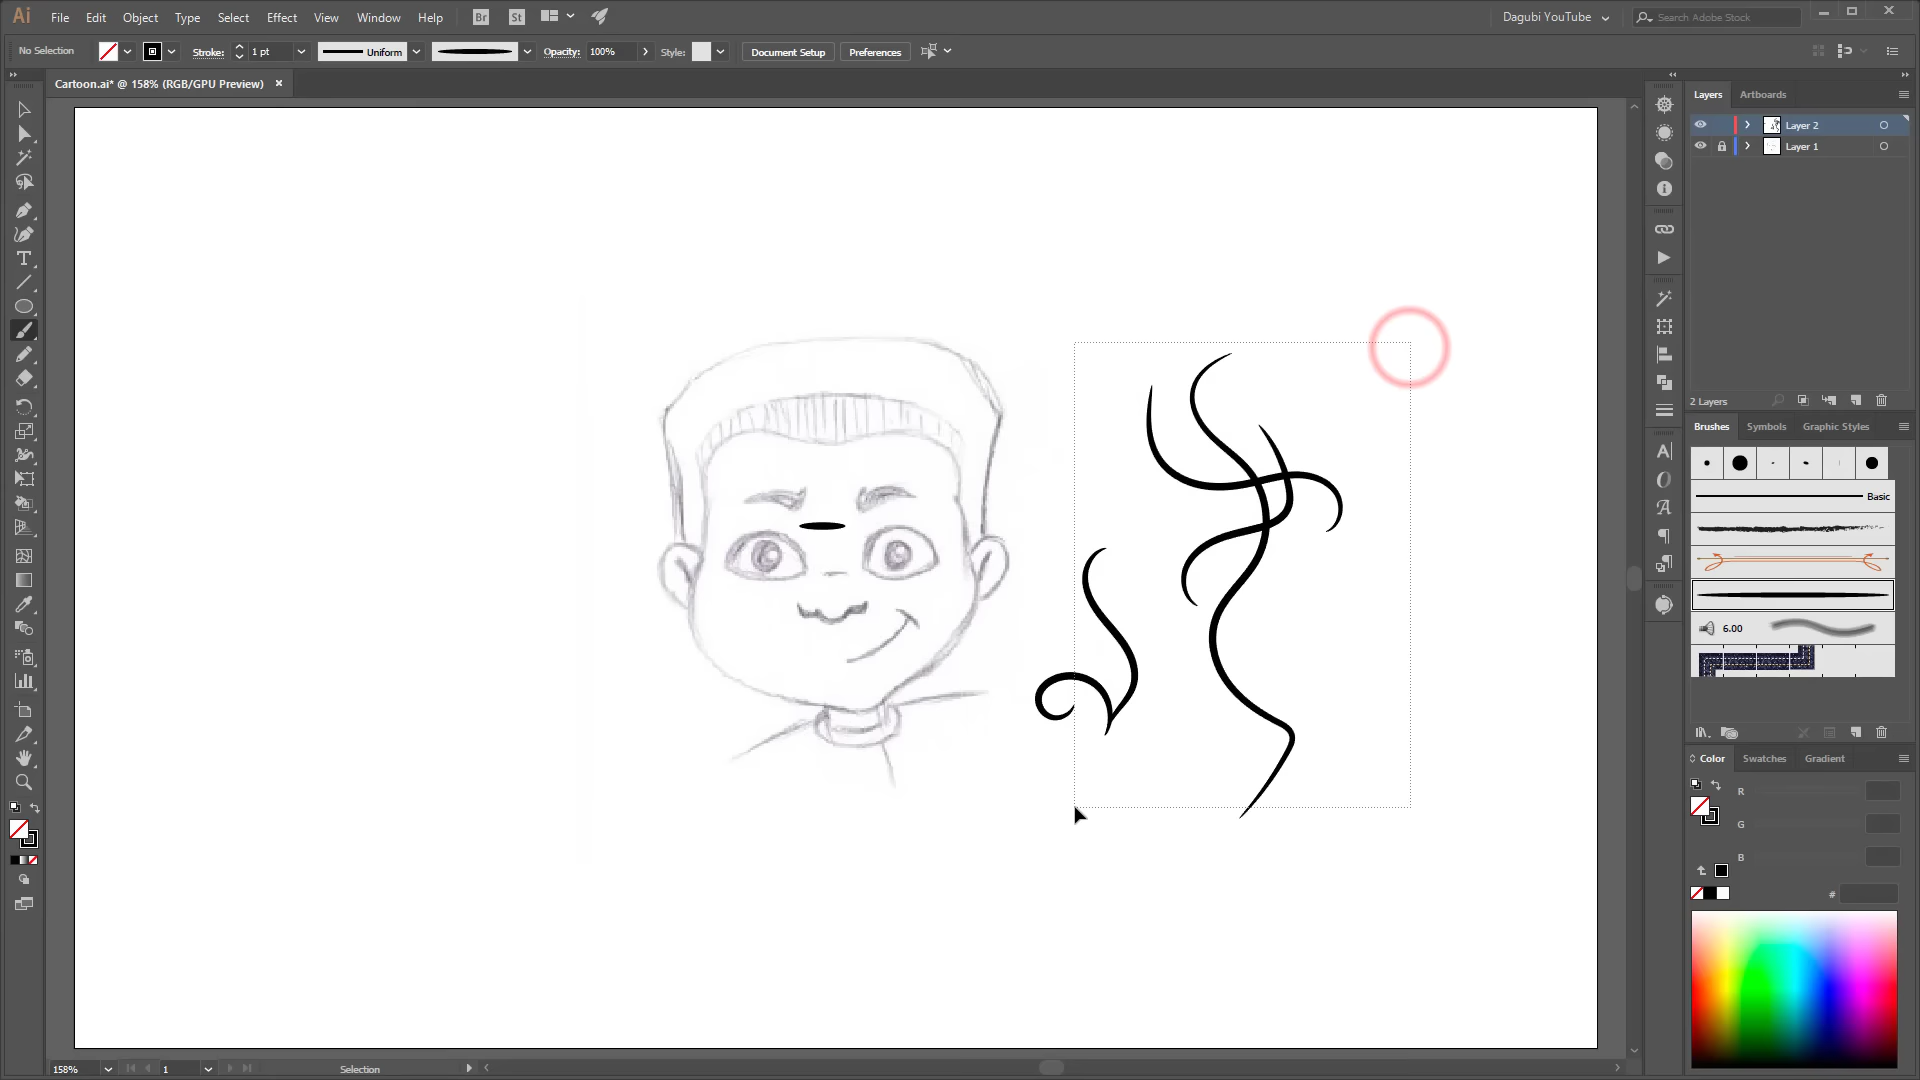 Ai File Edit Object Type Select Effect View Window Help Br St Dagubi YouTube Search Adobe Stock
No Selection Stroke: 1 pt Uniform Opacity: 100% Style: Document Setup Preferences
Cartoon.ai* @ 158% (RGB/GPU Preview) ×
Layers Artboards
Layer 2
Layer 1
2 Layers
Brushes Symbols Graphic Styles
Basic
6.00
Color Swatches Gradient
R
G
B
#
158% 1 Selection